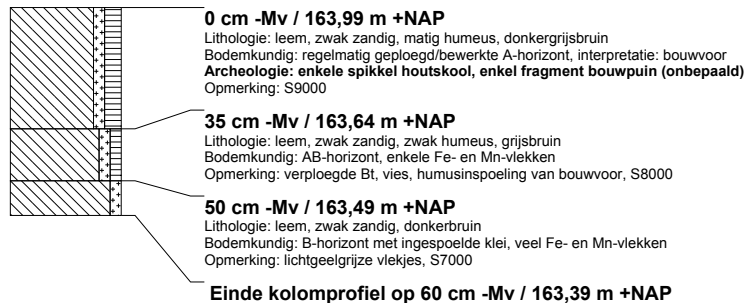 0 cm -Mv / 163,99 m +NAP
Lithologie: leem, zwak zandig, matig humeus, donkergrijsbruin
Bodemkundig: regelmatig geploegd/bewerkte A-horizont, interpretatie: bouwvoor
Archeologie: enkele spikkel houtskool, enkel fragment bouwpuin (onbepaald)
Opmerking: S9000
35 cm -Mv / 163,64 m +NAP
Lithologie: leem, zwak zandig, zwak humeus, grijsbruin
Bodemkundig: AB-horizont, enkele Fe- en Mn-vlekken
Opmerking: verploegde Bt, vies, humusinspoeling van bouwvoor, S8000
50 cm -Mv / 163,49 m +NAP
Lithologie: leem, zwak zandig, donkerbruin
Bodemkundig: B-horizont met ingespoelde klei, veel Fe- en Mn-vlekken
Opmerking: lichtgeelgrijze vlekjes, S7000
Einde kolomprofiel op 60 cm -Mv / 163,39 m +NAP